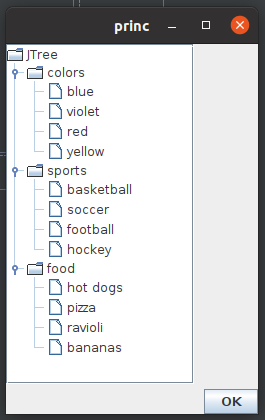 princ
JTree
colors
blue
violet
red
yellow
sports
basketball
soccer
football
hockey
food
hot dogs
pizza
ravioli
bananas
OK